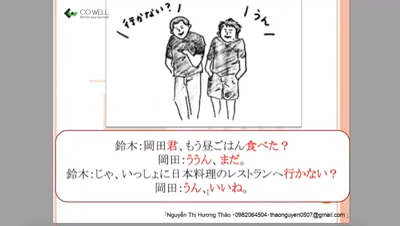 COWELL
行かない？
うん
鈴木：岡田君、もう昼ごはん食べた？
岡田：ううん、まだ。
鈴木：じゃ、いっしょに日本料理のレストランへ行かない？
岡田：うん、いいね。
「Nguyễn Thị Hương Thảo -0982064504-thaonguyen0507@gmail.com」